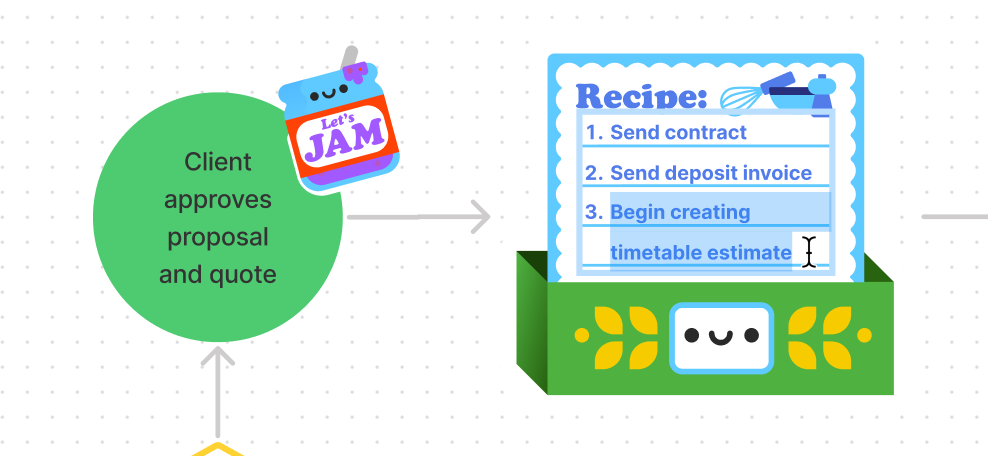 Client
approves
proposal
and quote
Let's
JAM
Recipe:
1. Send contract
2. Send deposit invoice
3. Begin creating
timetable estimate